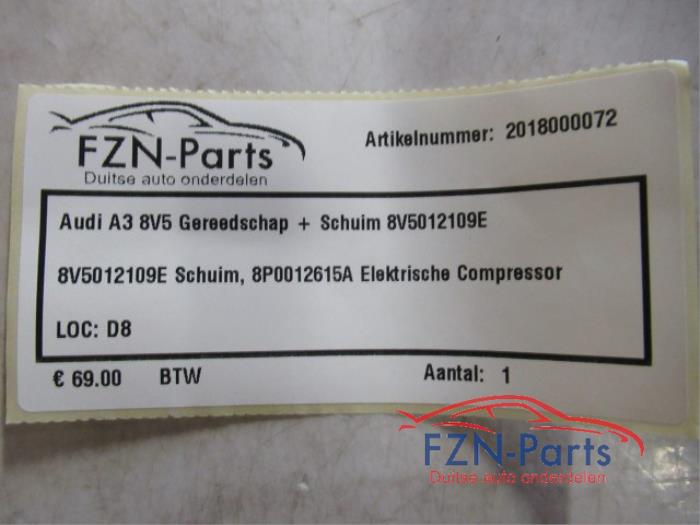 FZN-Parts
Duitse auto onderdelen
Artikelnummer: 2018000072
Audi A3 8V5 Gereedschap + Schuim 8V5012109E
8V5012109E Schuim, 8P0012615A Elektrische Compressor
LOC: D8
€ 69.00 BTW Aantal: 1
FZN-Parts
Duitse auto onderdelen